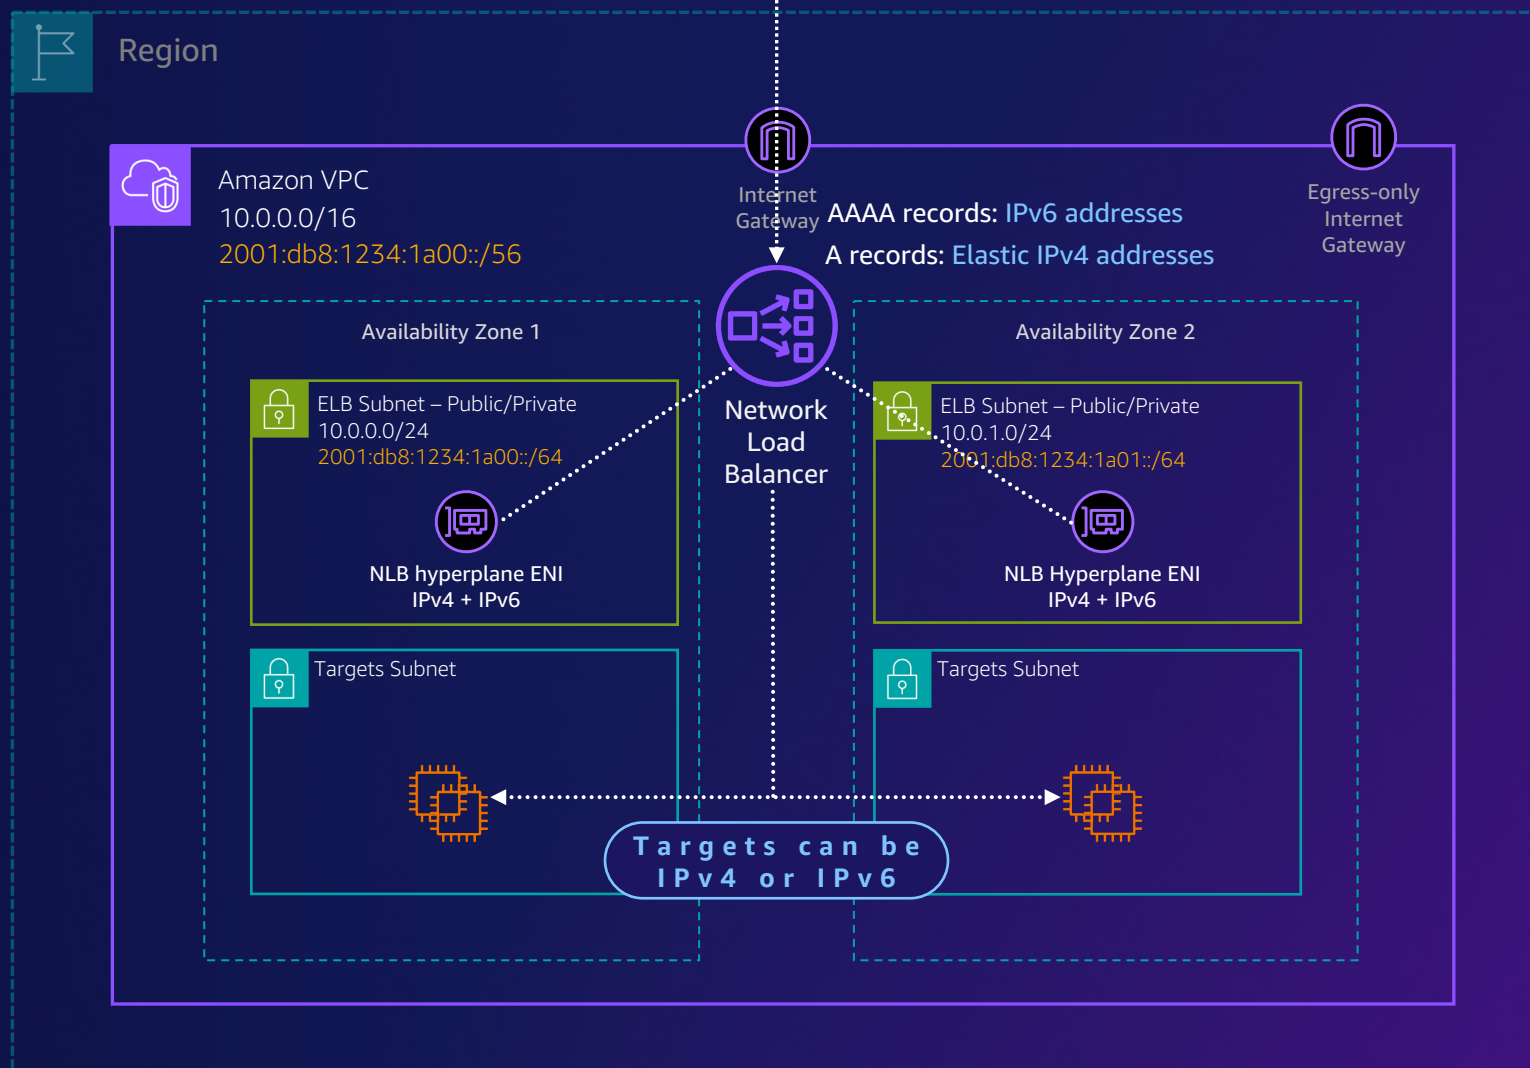 Region
Amazon VPC
10.0.0.0/16
2001:db8:1234:1a00::/56
Internet
Gateway
AAAA records: IPv6 addresses
A records: Elastic IPv4 addresses
Egress-only
Internet
Gateway
Availability Zone 1
ELB Subnet – Public/Private
10.0.0.0/24
2001:db8:1234:1a00::/64
NLB hyperplane ENI
IPv4 + IPv6
Network
Load
Balancer
Availability Zone 2
ELB Subnet – Public/Private
10.0.1.0/24
2001:db8:1234:1a01::/64
NLB Hyperplane ENI
IPv4 + IPv6
Targets Subnet
Targets Subnet
Targets can be
IPv4 or IPv6